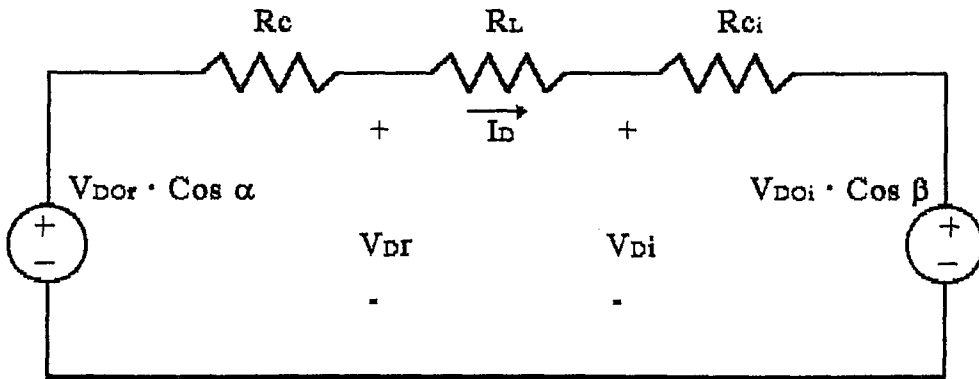 Rc RL Rci
+ ID +
VDOr · Cos α VDOi · Cos β
+ +
− −
VDr VDi
- -